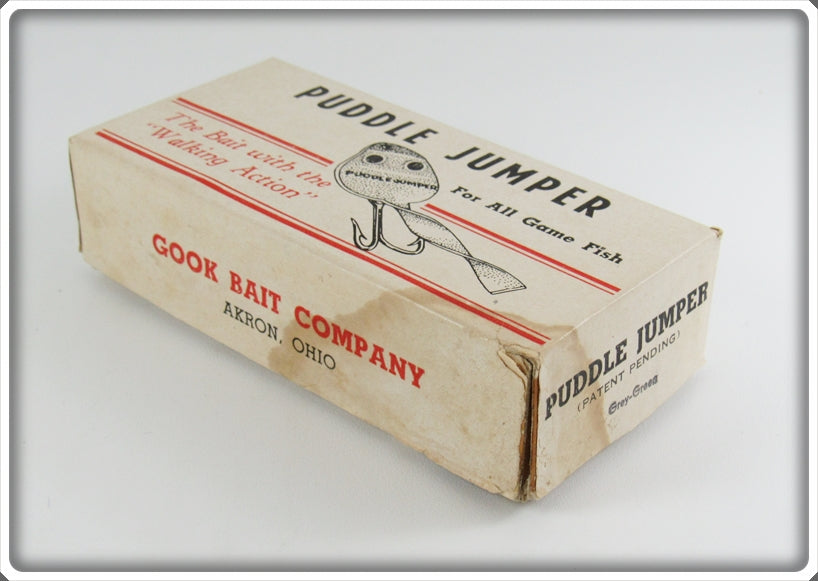 PUDDLE JUMPER
The Bait with the
"Walking Action"
PUDDLE JUMPER
For All Game Fish
GOOK BAIT COMPANY
AKRON, OHIO
PUDDLE JUMPER
(PATENT PENDING)
Grey-Green